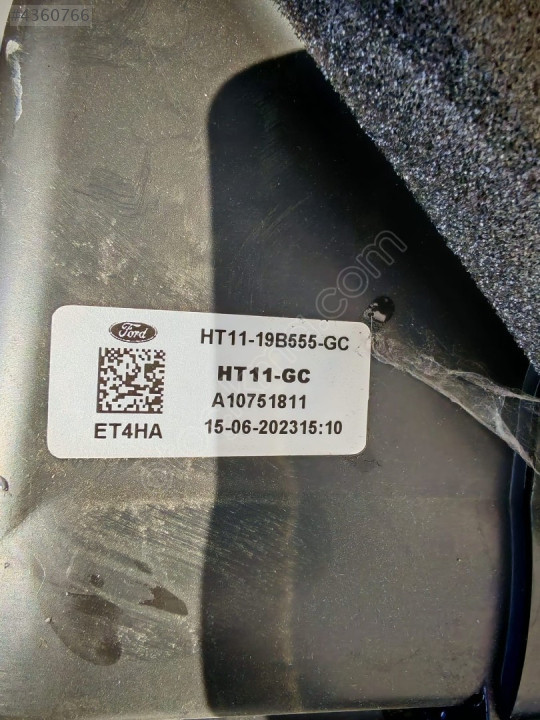 #4360766
Ford
HT11-19B555-GC
HT11-GC
A10751811
ET4HA
15-06-202315:10